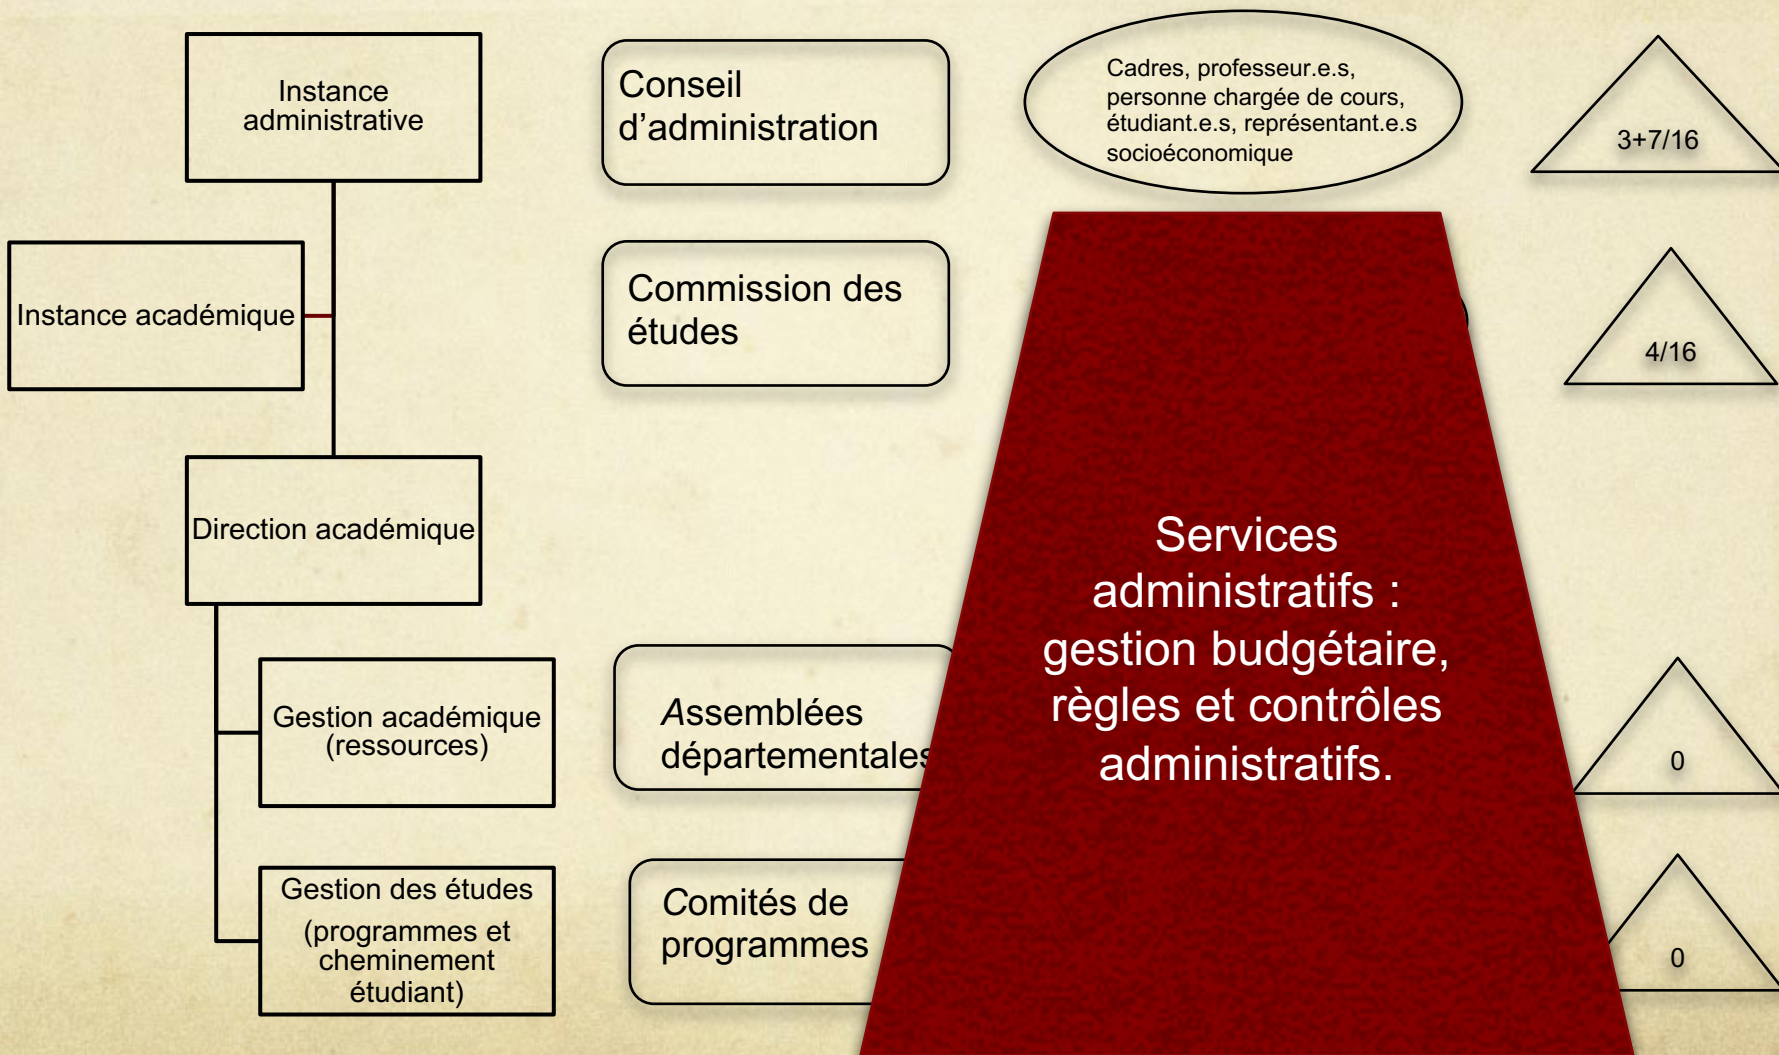 Instance
administrative
Conseil
d’administration
Cadres, professeur.e.s,
personne chargée de cours,
étudiant.e.s, représentant.e.s
socioéconomique
3+7/16
Instance académique
Commission des
études
4/16
Direction académique
Services
administratifs :
gestion budgétaire,
règles et contrôles
administratifs.
Gestion académique
(ressources)
Assemblées
départementales
0
Gestion des études
(programmes et
cheminement
étudiant)
Comités de
programmes
0